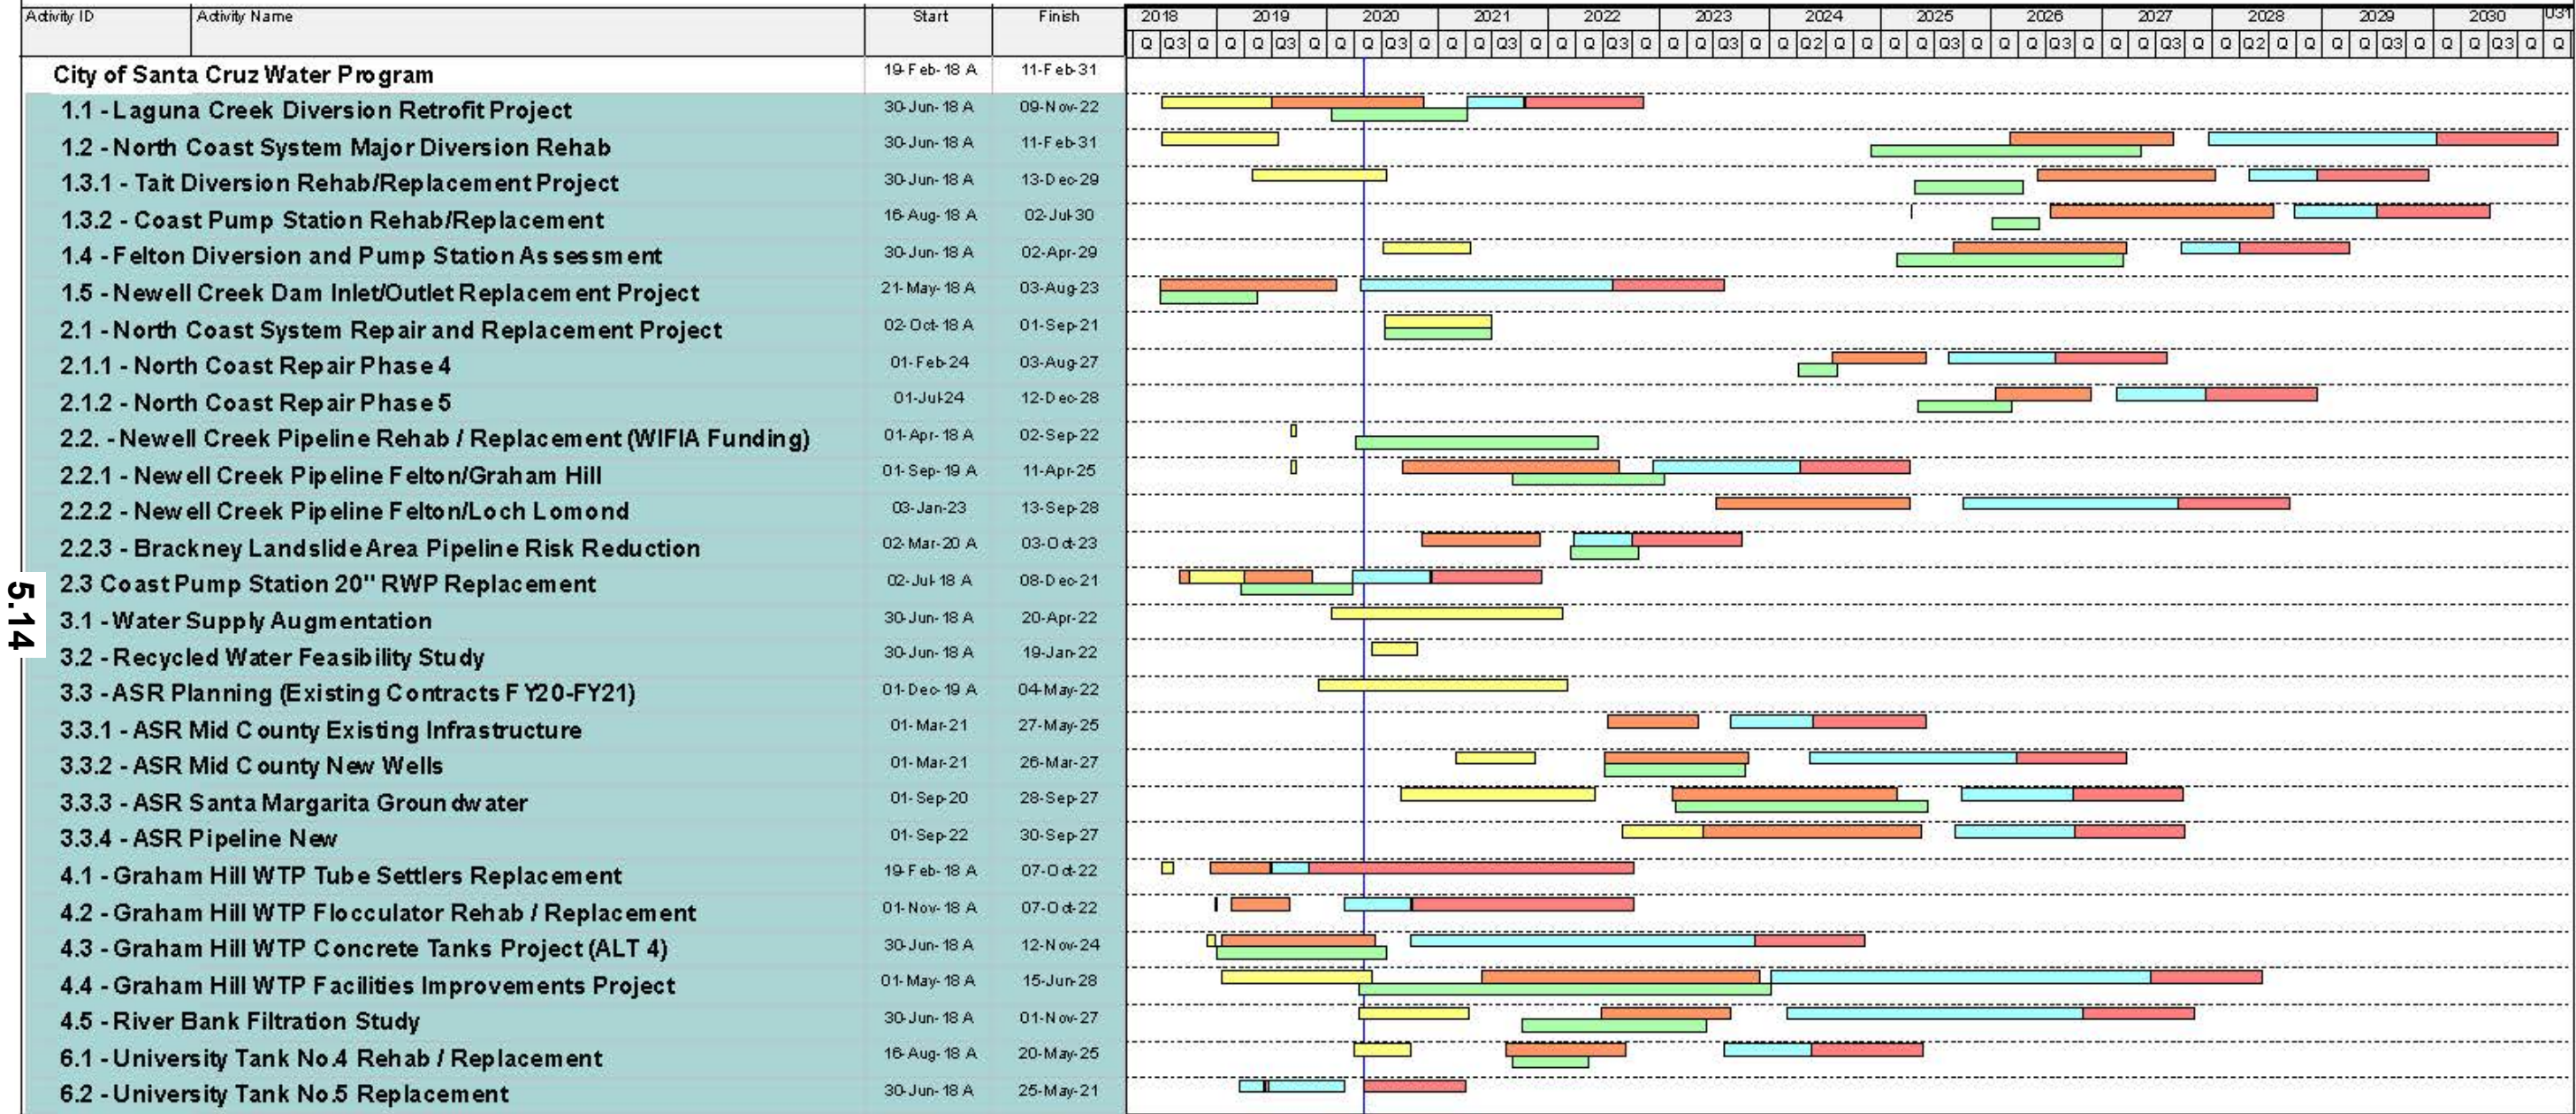 Activity ID Activity Name Start Finish 2018 2019 2020 2021 2022 2023 2024 2025 2026 2027 2028 2029 2030
Q Q3 Q Q Q Q3 Q Q Q Q3 Q Q Q Q3 Q Q Q Q3 Q Q Q Q3 Q Q Q2 Q Q Q Q Q3 Q Q Q Q3 Q Q Q Q3 Q Q Q2 Q Q Q Q Q3 Q Q Q Q3 Q Q
City of Santa Cruz Water Program 19-Feb-18 A 11-Feb-31
1.1 - Laguna Creek Diversion Retrofit Project 30-Jun-18 A 09-Nov-22
1.2 - North Coast System Major Diversion Rehab 30-Jun-18 A 11-Feb-31
1.3.1 - Tait Diversion Rehab/Replacement Project 30-Jun-18 A 13-Dec-29
1.3.2 - Coast Pump Station Rehab/Replacement 16-Aug-18 A 02-Jul-30
1.4 - Felton Diversion and Pump Station Assessment 30-Jun-18 A 02-Apr-29
1.5 - Newell Creek Dam Inlet/Outlet Replacement Project 21-May-18 A 03-Aug-23
2.1 - North Coast System Repair and Replacement Project 02-Oct-18 A 01-Sep-21
2.1.1 - North Coast Repair Phase 4 01-Feb-24 03-Aug-27
2.1.2 - North Coast Repair Phase 5 01-Jul-24 12-Dec-28
2.2. - Newell Creek Pipeline Rehab / Replacement (WIFIA Funding) 01-Apr-18 A 02-Sep-22
2.2.1 - Newell Creek Pipeline Felton/Graham Hill 01-Sep-19 A 11-Apr-25
2.2.2 - Newell Creek Pipeline Felton/Loch Lomond 03-Jan-23 13-Sep-28
2.2.3 - Brackney Landslide Area Pipeline Risk Reduction 02-Mar-20 A 03-Oct-23
2.3 Coast Pump Station 20" RWP Replacement 02-Jul-18 A 08-Dec-21
5.14
3.1 - Water Supply Augmentation 30-Jun-18 A 20-Apr-22
3.2 - Recycled Water Feasibility Study 30-Jun-18 A 19-Jan-22
3.3 - ASR Planning (Existing Contracts FY20-FY21) 01-Dec-19 A 04-May-22
3.3.1 - ASR Mid County Existing Infrastructure 01-Mar-21 27-May-25
3.3.2 - ASR Mid County New Wells 01-Mar-21 26-Mar-27
3.3.3 - ASR Santa Margarita Groundwater 01-Sep-20 28-Sep-27
3.3.4 - ASR Pipeline New 01-Sep-22 30-Sep-27
4.1 - Graham Hill WTP Tube Settlers Replacement 19-Feb-18 A 07-Oct-22
4.2 - Graham Hill WTP Flocculator Rehab / Replacement 01-Nov-18 A 07-Oct-22
4.3 - Graham Hill WTP Concrete Tanks Project (ALT 4) 30-Jun-18 A 12-Nov-24
4.4 - Graham Hill WTP Facilities Improvements Project 01-May-18 A 15-Jun-28
4.5 - River Bank Filtration Study 30-Jun-18 A 01-Nov-27
6.1 - University Tank No.4 Rehab / Replacement 16-Aug-18 A 20-May-25
6.2 - University Tank No.5 Replacement 30-Jun-18 A 25-May-21